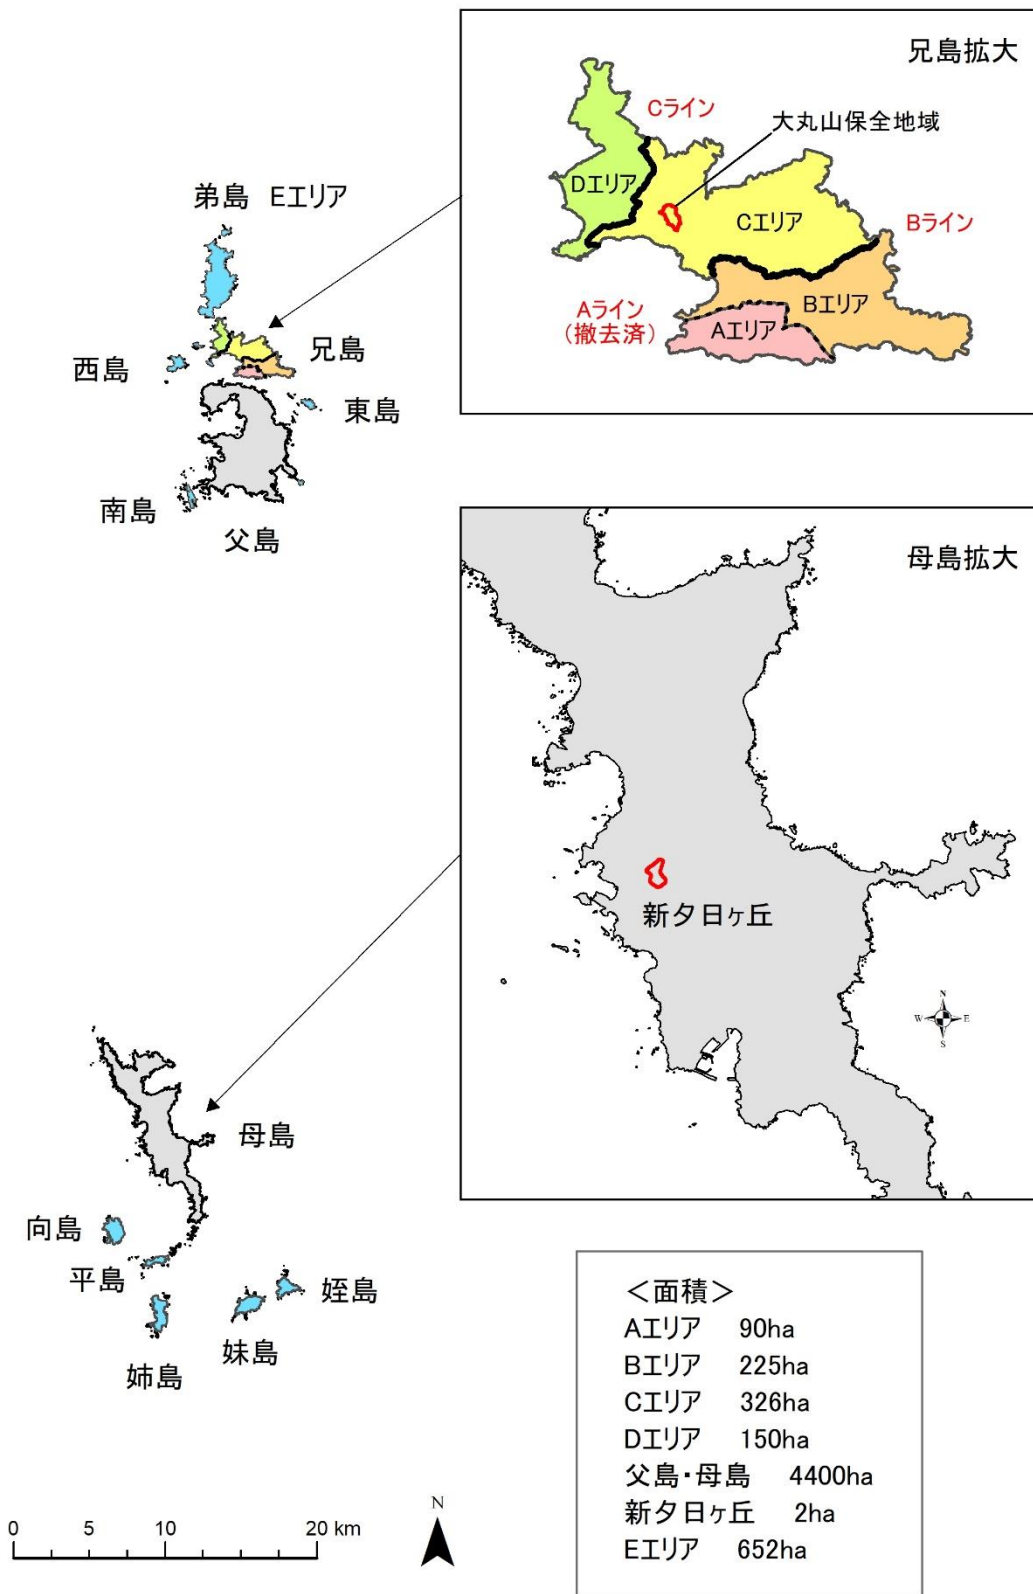 兄島拡大
Cライン
大丸山保全地域
Dエリア
Cエリア
Bライン
Bエリア
Aライン
(撤去済)
Aエリア
弟島 Eエリア
兄島
西島
東島
南島
父島
母島拡大
新夕日ヶ丘
N
W E
S
母島
向島
平島
姪島
妹島
姉島
＜面積＞
Aエリア 90ha
Bエリア 225ha
Cエリア 326ha
Dエリア 150ha
父島・母島 4400ha
新夕日ヶ丘 2ha
Eエリア 652ha
0 5 10 20 km
N